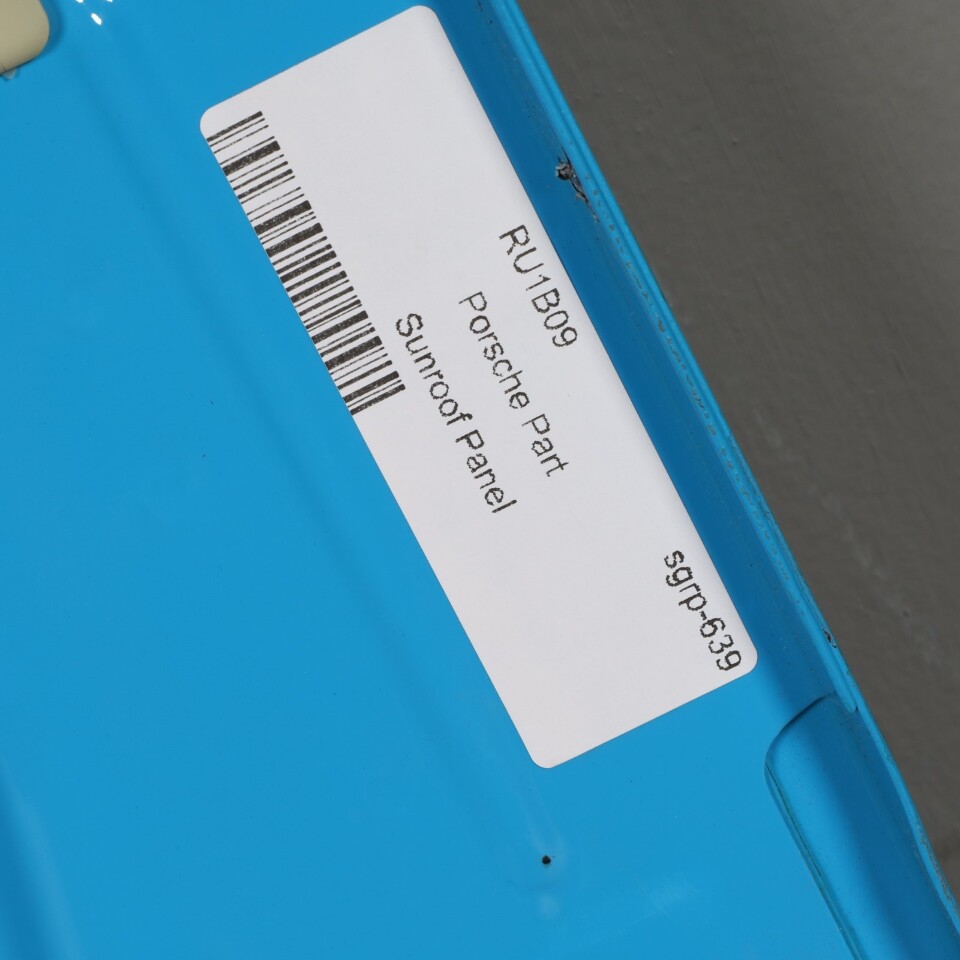 RU1B09
Porsche Part
Sunroof Panel
sgrp-639